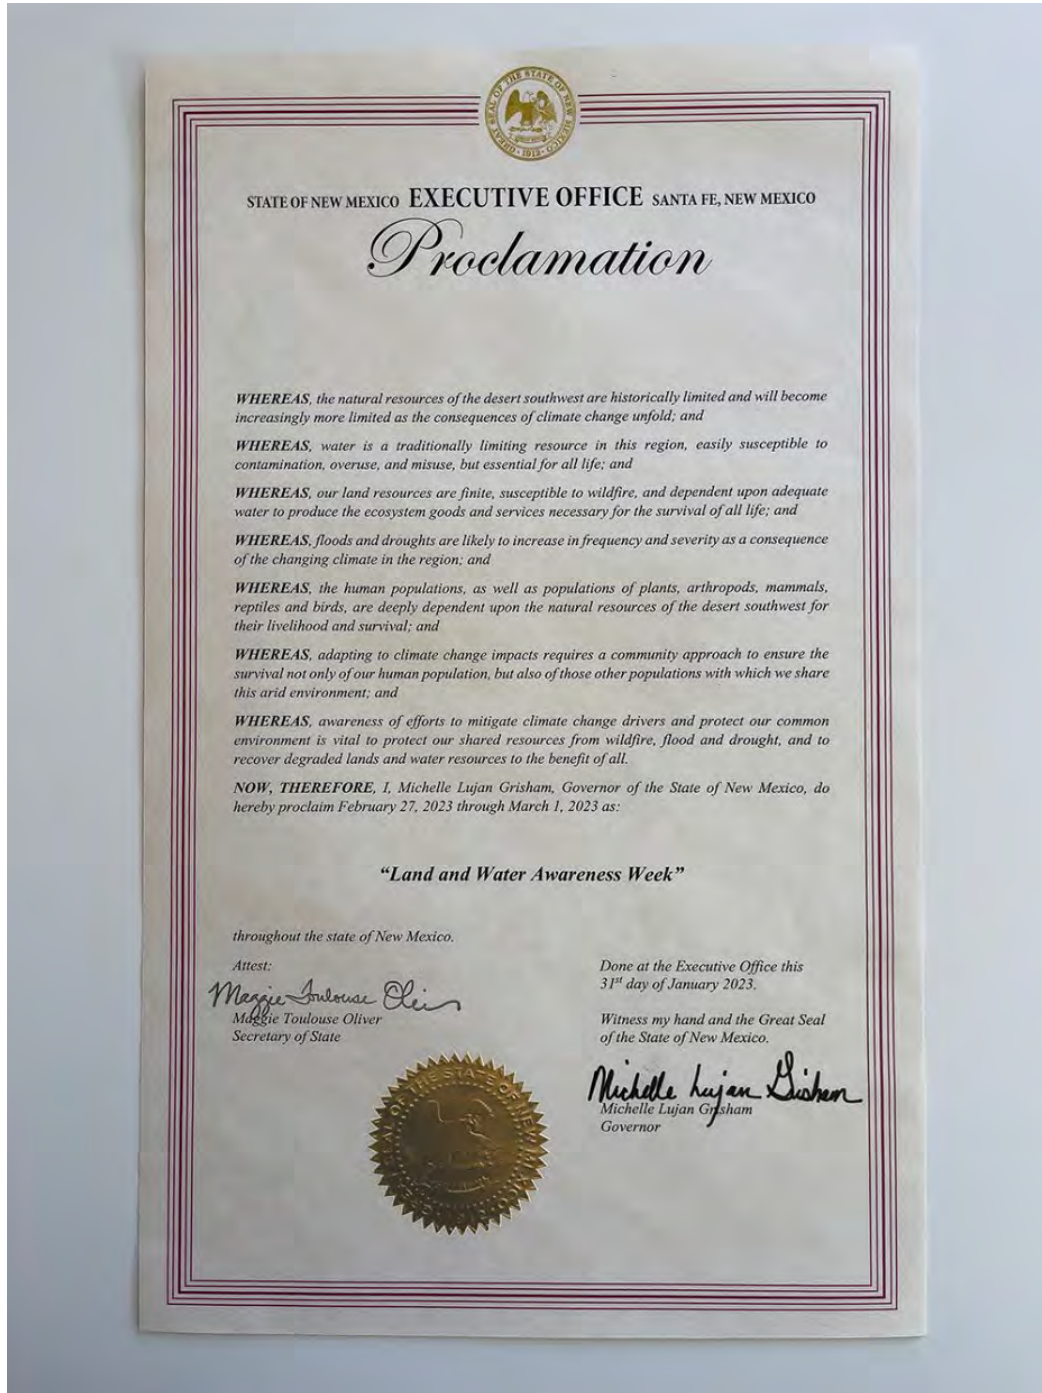 GREAT SEAL OF THE STATE OF NEW MEXICO
· 1912 ·
STATE OF NEW MEXICO EXECUTIVE OFFICE SANTA FE, NEW MEXICO
Proclamation
WHEREAS, the natural resources of the desert southwest are historically limited and will become
increasingly more limited as the consequences of climate change unfold; and
WHEREAS, water is a traditionally limiting resource in this region, easily susceptible to
contamination, overuse, and misuse, but essential for all life; and
WHEREAS, our land resources are finite, susceptible to wildfire, and dependent upon adequate
water to produce the ecosystem goods and services necessary for the survival of all life; and
WHEREAS, floods and droughts are likely to increase in frequency and severity as a consequence
of the changing climate in the region; and
WHEREAS, the human populations, as well as populations of plants, arthropods, mammals,
reptiles and birds, are deeply dependent upon the natural resources of the desert southwest for
their livelihood and survival; and
WHEREAS, adapting to climate change impacts requires a community approach to ensure the
survival not only of our human population, but also of those other populations with which we share
this arid environment; and
WHEREAS, awareness of efforts to mitigate climate change drivers and protect our common
environment is vital to protect our shared resources from wildfire, flood and drought, and to
recover degraded lands and water resources to the benefit of all.
NOW, THEREFORE, I, Michelle Lujan Grisham, Governor of the State of New Mexico, do
hereby proclaim February 27, 2023 through March 1, 2023 as:
“Land and Water Awareness Week”
throughout the state of New Mexico.
Attest:
Maggie Toulouse Oliver
Maggie Toulouse Oliver
Secretary of State
Done at the Executive Office this
31st day of January 2023.
Witness my hand and the Great Seal
of the State of New Mexico.
Michelle Lujan Grisham
Michelle Lujan Grisham
Governor
OF THE STATE OF NEW MEXICO